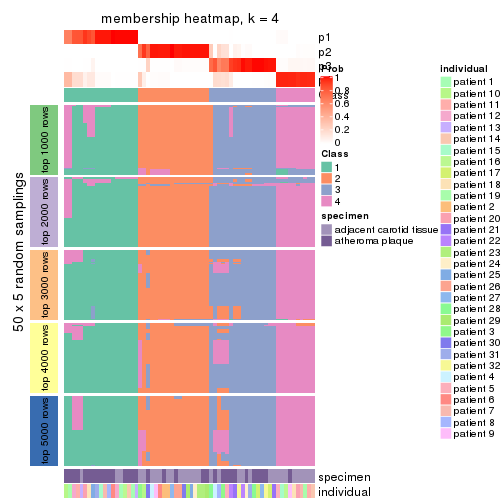 membership heatmap, k = 4
p1
p2
p3
50 x 5 random samplings
top 1000 rows
top 2000 rows
top 3000 rows
top 4000 rows
top 5000 rows
specimen
individual
Prob
1
0.8
0.6
0.4
0.2
0
Class
Class
1
2
3
4
specimen
adjacent carotid tissue
atheroma plaque
individual
patient 1
patient 10
patient 11
patient 12
patient 13
patient 14
patient 15
patient 16
patient 17
patient 18
patient 19
patient 2
patient 20
patient 21
patient 22
patient 23
patient 24
patient 25
patient 26
patient 27
patient 28
patient 29
patient 3
patient 30
patient 31
patient 32
patient 4
patient 5
patient 6
patient 7
patient 8
patient 9